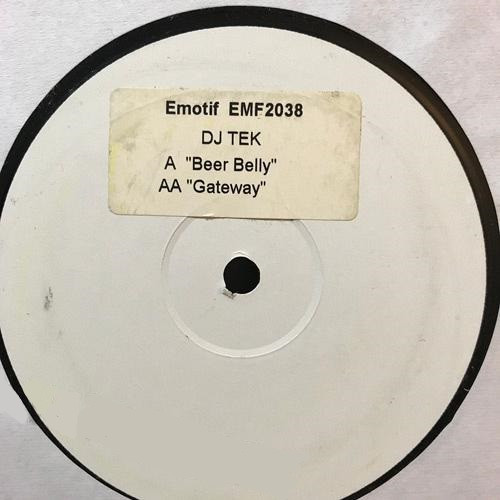 Emotif EMF2038
DJ TEK
A "Beer Belly"
AA "Gateway"